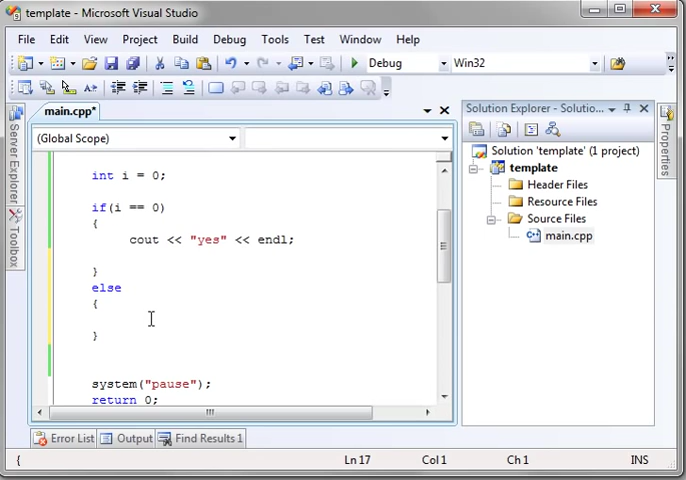 template - Microsoft Visual Studio
File Edit View Project Build Debug Tools Test Window Help
Debug Win32
main.cpp*
(Global Scope)
int i = 0;
if(i == 0)
{
cout << "yes" << endl;
}
else
{
}
system("pause");
return 0;
Server Explorer
Toolbox
Solution Explorer - Solutio...
Solution 'template' (1 project)
template
Header Files
Resource Files
Source Files
main.cpp
Properties
Error List Output Find Results 1
{ Ln 17 Col 1 Ch 1 INS